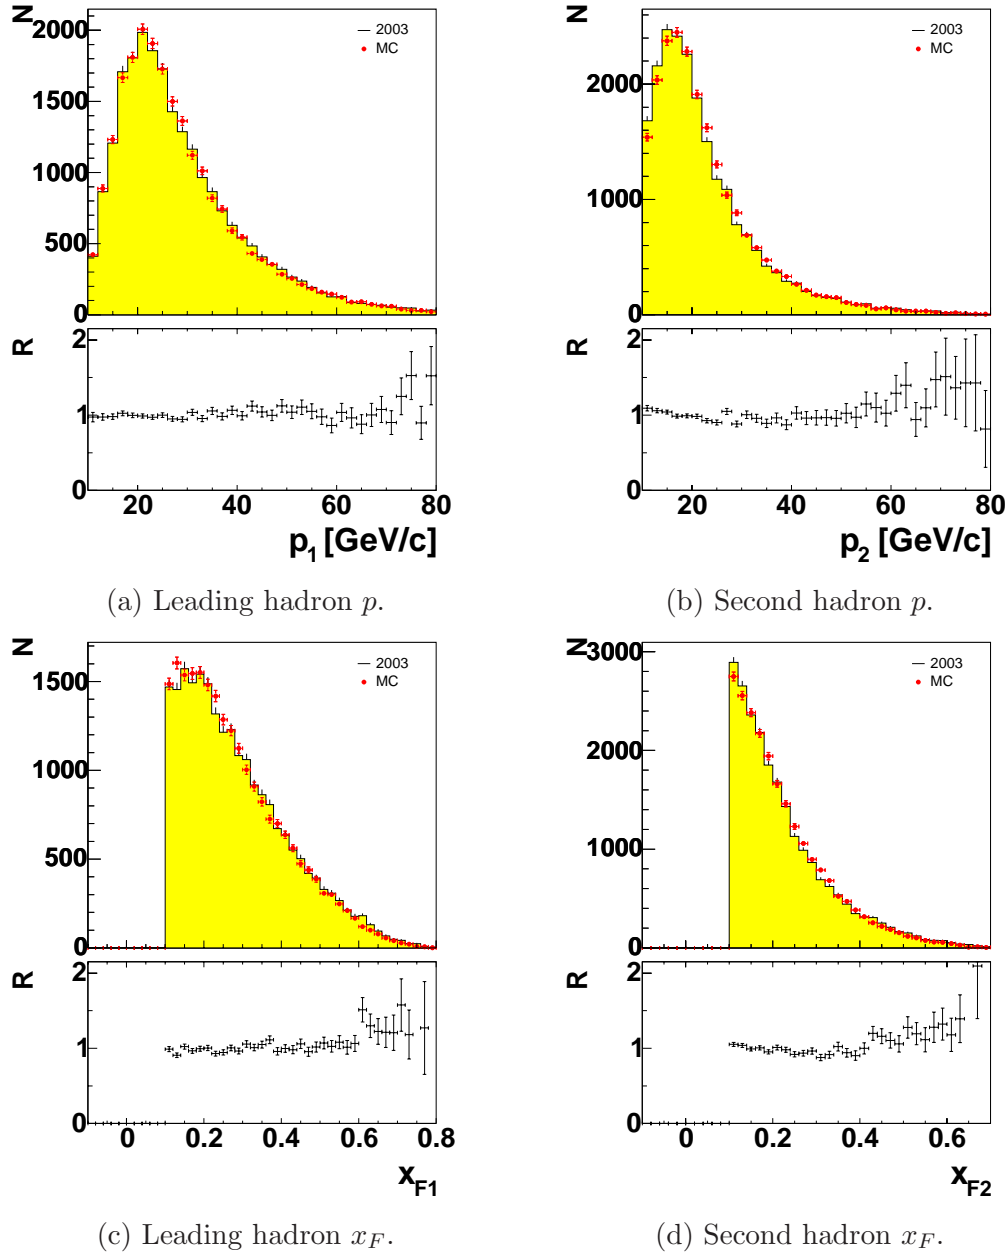 N
2003
MC
2000
1500
1000
500
0
R
2
1
0
20 40 60 80
p1 [GeV/c]
(a) Leading hadron p.
N
2003
MC
2000
1000
0
R
2
1
0
20 40 60 80
p2 [GeV/c]
(b) Second hadron p.
N
2003
MC
1500
1000
500
0
R
2
1
0
0 0.2 0.4 0.6 0.8
xF1
(c) Leading hadron xF.
N
2003
MC
3000
2000
1000
0
R
2
1
0
0 0.2 0.4 0.6
xF2
(d) Second hadron xF.